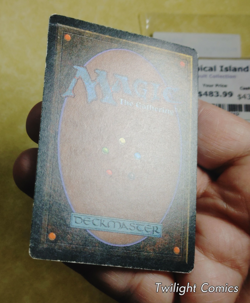 ical Island
Your Price
$483.99
MAGIC
The Gathering
DECKMASTER
Twilight Comics